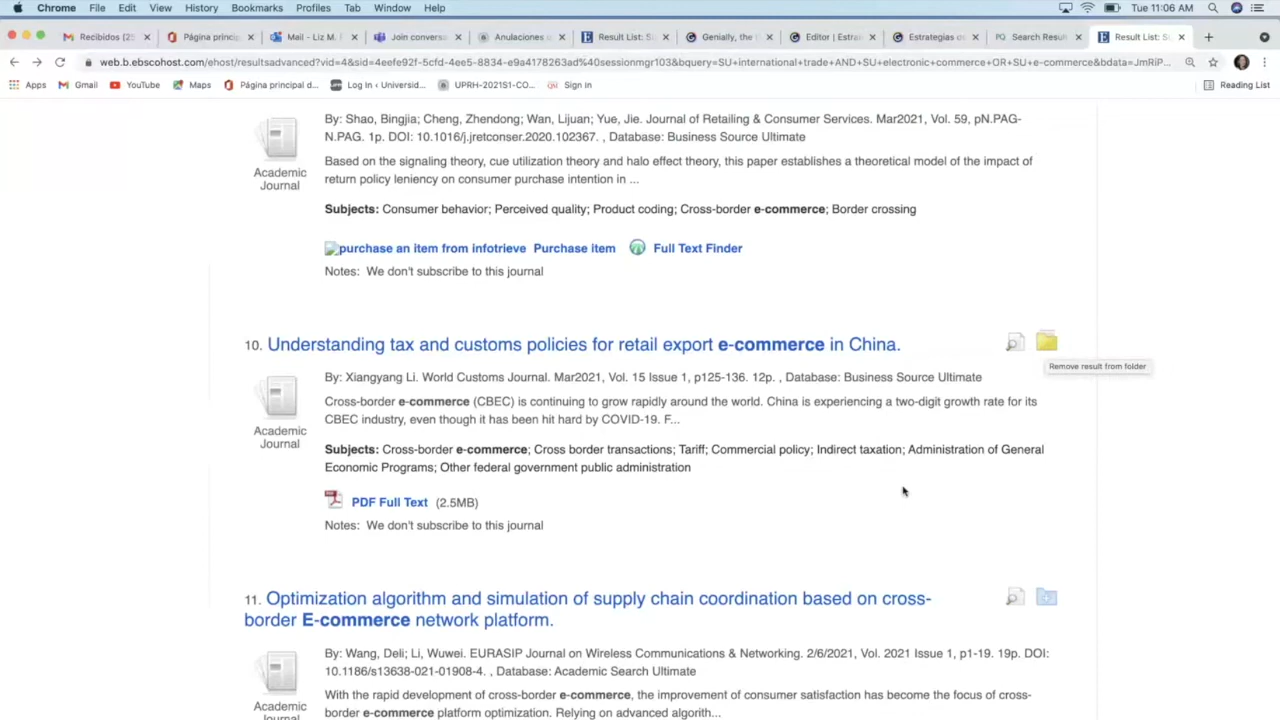 Chrome File Edit View History Bookmarks Profiles Tab Window Help Tue 11:06 AM
Recibidos (25 Página princip Mail - Liz M. Join conversa Anulaciones u Result List: Su Genially, the Editor | Estra Estrategias os PQ Search Result Result List: Su
web.b.ebscohost.com/ehost/resultsadvanced?vid=4&sid=4eefe92f-5cfd-4ee5-8834-e9a4178263ad%40sessionmgr103&bquery=SU+international+trade+AND+SU+electronic+commerce+OR+SU+e-commerce&bdata=JmRiP...
Apps Gmail YouTube Maps Página principal d... Log In ‹ Universid... UPRH-2021S1-CO... Sign In Reading List
By: Shao, Bingjia; Cheng, Zhendong; Wan, Lijuan; Yue, Jie. Journal of Retailing & Consumer Services. Mar2021, Vol. 59, pN.PAG-
N.PAG. 1p. DOI: 10.1016/j.jretconser.2020.102367. , Database: Business Source Ultimate
Academic
Journal
Based on the signaling theory, cue utilization theory and halo effect theory, this paper establishes a theoretical model of the impact of
return policy leniency on consumer purchase intention in ...
Subjects: Consumer behavior; Perceived quality; Product coding; Cross-border e-commerce; Border crossing
purchase an item from infotrieve Purchase item Full Text Finder
Notes: We don't subscribe to this journal
10. Understanding tax and customs policies for retail export e-commerce in China.
Remove result from folder
By: Xiangyang Li. World Customs Journal. Mar2021, Vol. 15 Issue 1, p125-136. 12p. , Database: Business Source Ultimate
Academic
Journal
Cross-border e-commerce (CBEC) is continuing to grow rapidly around the world. China is experiencing a two-digit growth rate for its
CBEC industry, even though it has been hit hard by COVID-19. F...
Subjects: Cross-border e-commerce; Cross border transactions; Tariff; Commercial policy; Indirect taxation; Administration of General
Economic Programs; Other federal government public administration
PDF Full Text (2.5MB)
Notes: We don't subscribe to this journal
11. Optimization algorithm and simulation of supply chain coordination based on cross-
border E-commerce network platform.
By: Wang, Deli; Li, Wuwei. EURASIP Journal on Wireless Communications & Networking. 2/6/2021, Vol. 2021 Issue 1, p1-19. 19p. DOI:
10.1186/s13638-021-01908-4. , Database: Academic Search Ultimate
Academic
Journal
With the rapid development of cross-border e-commerce, the improvement of consumer satisfaction has become the focus of cross-
border e-commerce platform optimization. Relying on advanced algorith...